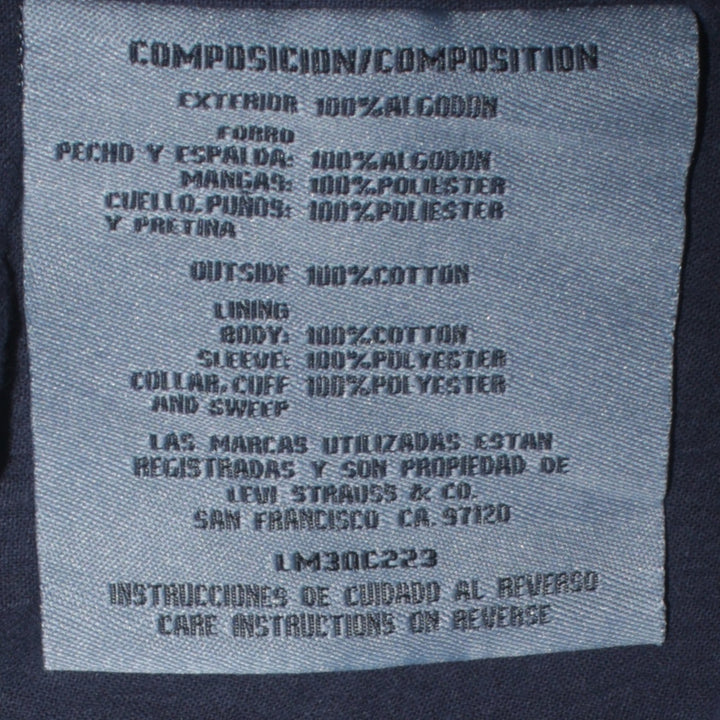 COMPOSICION/COMPOSITION
EXTERIOR 100%ALGODON
FORRO
PECHO Y ESPALDA: 100%ALGODON
MANGAS: 100%POLIESTER
CUELLO,PUÑOS: 100%POLIESTER
Y PRETINA
OUTSIDE 100%COTTON
LINING
BODY: 100%COTTON
SLEEVE: 100%POLYESTER
COLLAR, CUFF 100%POLYESTER
AND SWEEP
LAS MARCAS UTILIZADAS ESTAN
REGISTRADAS Y SON PROPIEDAD DE
LEVI STRAUSS & CO.
SAN FRANCISCO CA. 97120
LM30C223
INSTRUCCIONES DE CUIDADO AL REVERSO
CARE INSTRUCTIONS ON REVERSE